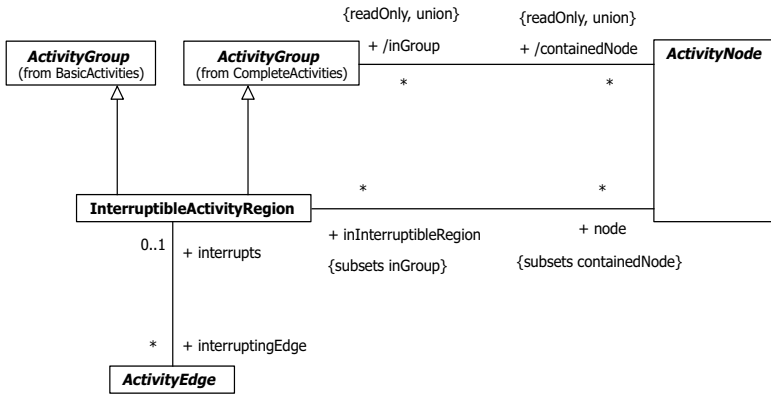 {readOnly, union}
{readOnly, union}
+ /inGroup
+ /containedNode
ActivityGroup
(from BasicActivities)
ActivityGroup
(from CompleteActivities)
ActivityNode
*
*
InterruptibleActivityRegion
*
*
+ inInterruptibleRegion
+ node
{subsets inGroup}
{subsets containedNode}
0..1
+ interrupts
*
+ interruptingEdge
ActivityEdge